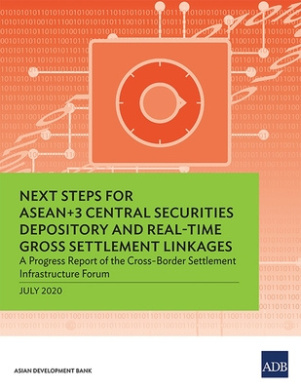 NEXT STEPS FOR
ASEAN+3 CENTRAL SECURITIES
DEPOSITORY AND REAL-TIME
GROSS SETTLEMENT LINKAGES
A Progress Report of the Cross-Border Settlement
Infrastructure Forum
JULY 2020
ASIAN DEVELOPMENT BANK
ADB